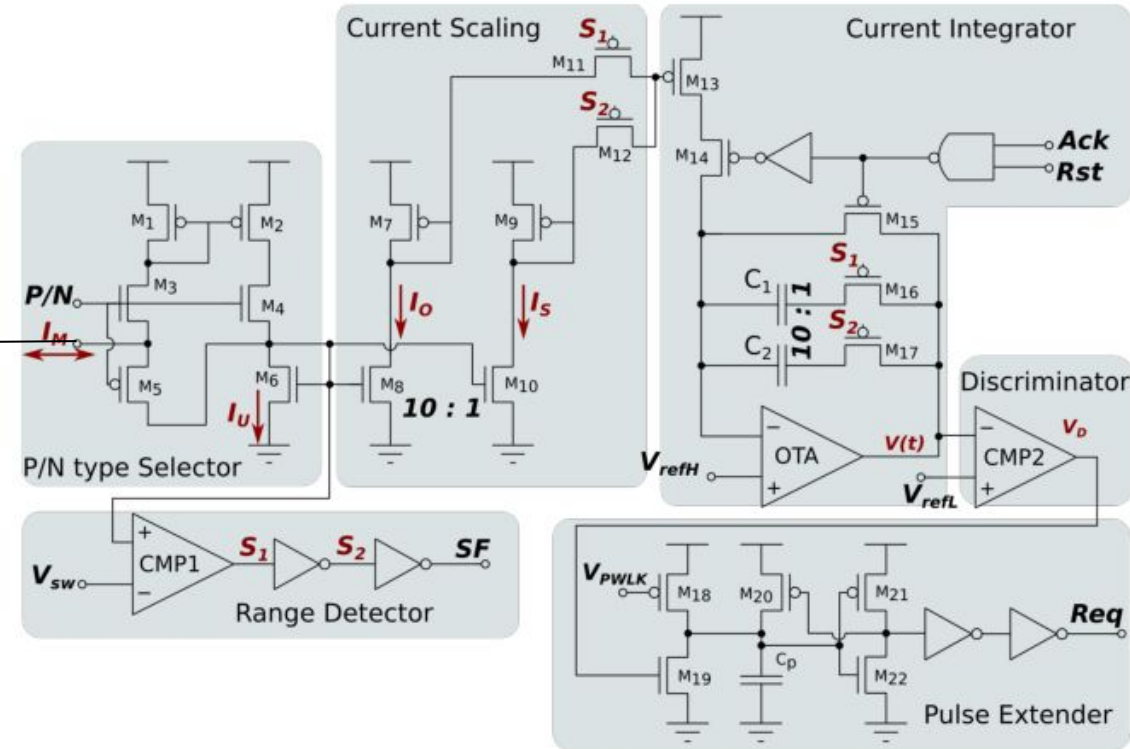 Current Scaling
Current Integrator
S1
M11
S2
M12
M13
M14
Ack
Rst
M15
M1
M2
M7
M9
P/N
M3
M4
IO
IS
C1
10 : 1
S1
M16
IM
C2
S2
M17
M5
M6
M8
M10
10 : 1
IU
P/N type Selector
VrefH
−
+
OTA
V(t)
Discriminator
VD
VrefL
−
+
CMP2
Vsw
+
−
CMP1
S1
S2
SF
Range Detector
VPWLK
M18
M20
M21
Req
M19
Cp
M22
Pulse Extender